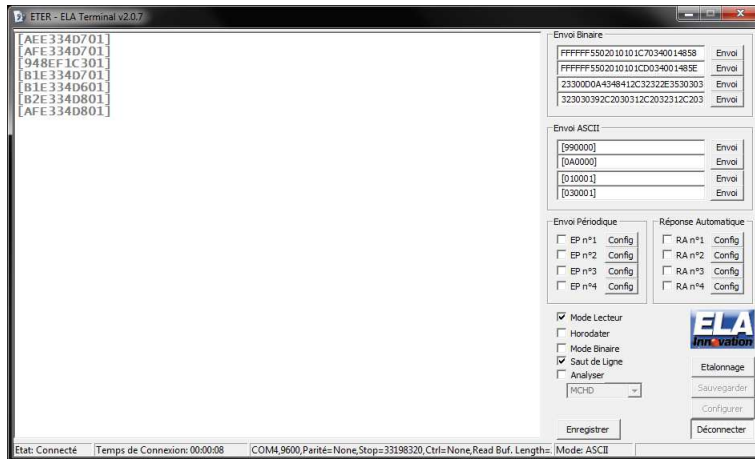 ETER - ELA Terminal v2.0.7
[AEE334D701]
[AFE334D701]
[948EF1C301]
[B1E334D701]
[B1E334D601]
[B2E334D801]
[AFE334D801]
Envoi Binaire
FFFFFF5502010101C70340014858 Envoi
FFFFFF5502010101CD034001485E Envoi
23300D0A4348412C32322E3530303 Envoi
323030392C2030312C2032312C203 Envoi
Envoi ASCII
[990000] Envoi
[0A0000] Envoi
[010001] Envoi
[030001] Envoi
Envoi Périodique Réponse Automatique
EP n°1 Config RA n°1 Config
EP n°2 Config RA n°2 Config
EP n°3 Config RA n°3 Config
EP n°4 Config RA n°4 Config
Mode Lecteur
Horodater
Mode Binaire
Saut de Ligne
Analyser
MCHD
ELA
Innovation
Etalonnage
Sauvegarder
Configurer
Enregistrer Déconnecter
Etat: Connecté Temps de Connexion: 00:00:08 COM4,9600,Parité=None,Stop=33198320,Ctrl=None,Read Buf. Length=. Mode: ASCII